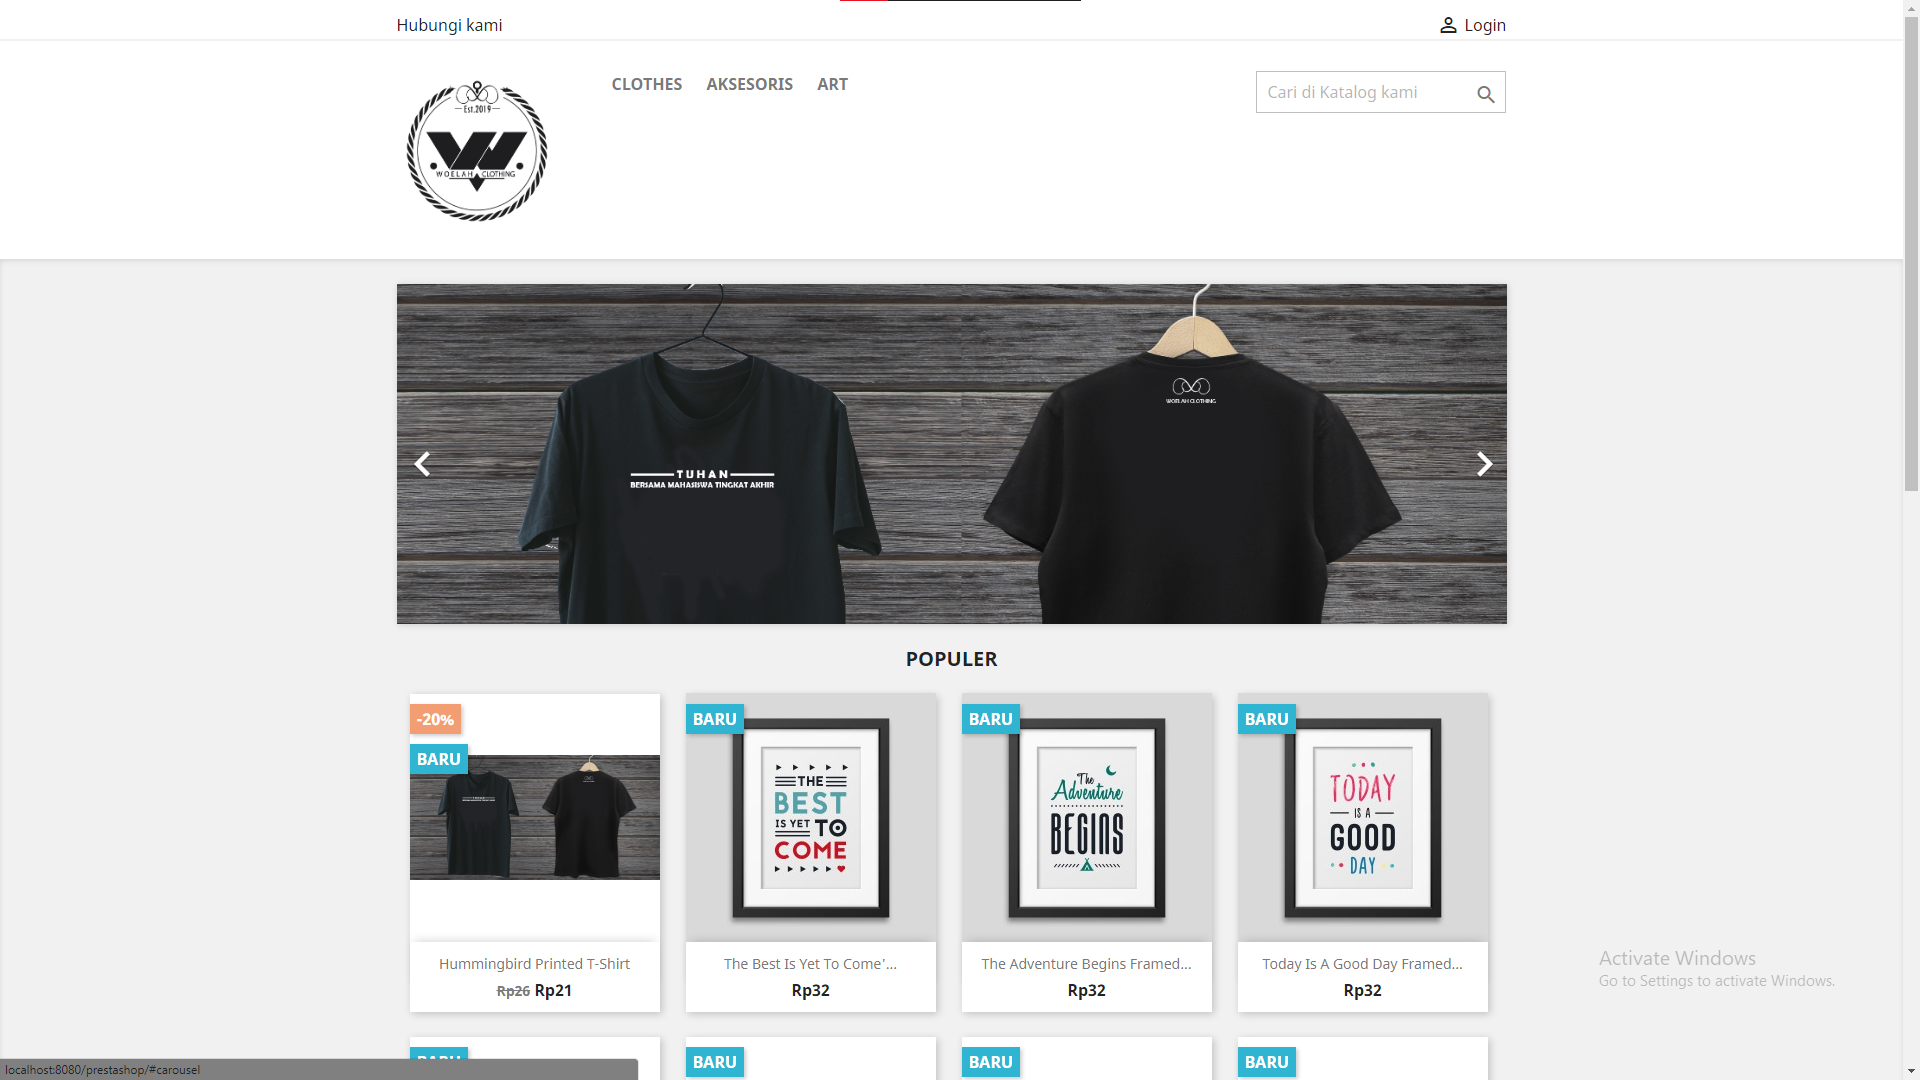 Hubungi kami
Login
CLOTHES AKSESORIS ART
Cari di Katalog kami
Est.2019
WOELAH CLOTHING
WOELAH CLOTHING
TUHAN
BERSAMA MAHASISWA TINGKAT AKHIR
POPULER
-20%
BARU
BARU
BARU
BARU
THE
BEST
IS YET TO
COME
The
Adventure
BEGINS
TODAY
IS A
GOOD
DAY
Hummingbird Printed T-Shirt
Rp26 Rp21
The Best Is Yet To Come'...
Rp32
The Adventure Begins Framed...
Rp32
Today Is A Good Day Framed...
Rp32
Activate Windows
Go to Settings to activate Windows.
BARU
BARU
BARU
BARU
localhost:8080/prestashop/#carousel